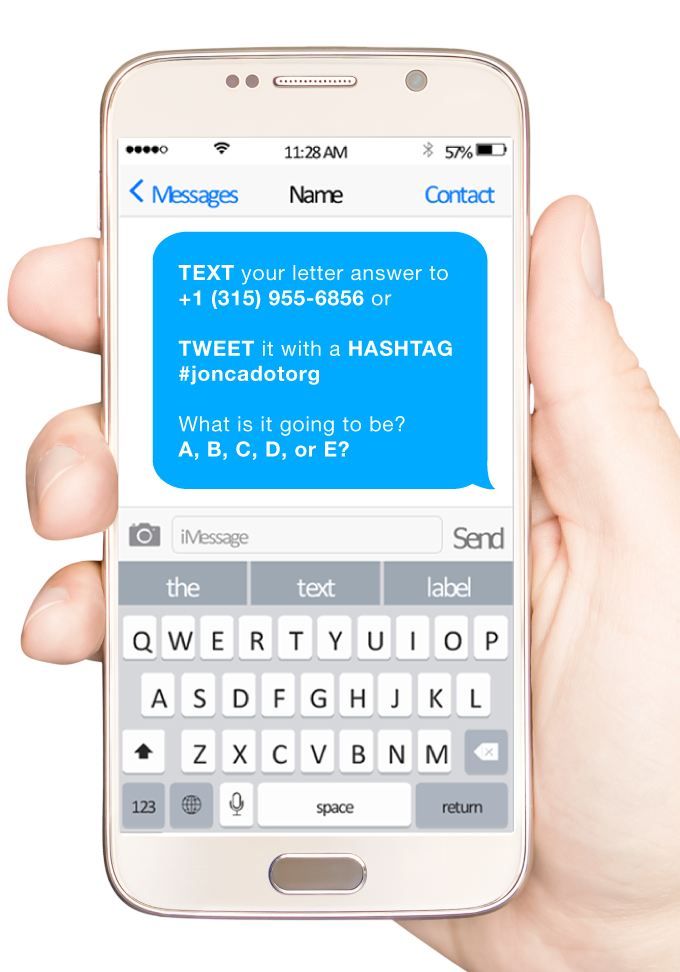 11:28 AM 57%
Messages Name Contact
TEXT your letter answer to
+1 (315) 955-6856 or
TWEET it with a HASHTAG
#joncadotorg
What is it going to be?
A, B, C, D, or E?
iMessage Send
the text label
Q W E R T Y U I O P
A S D F G H J K L
Z X C V B N M
123 space return